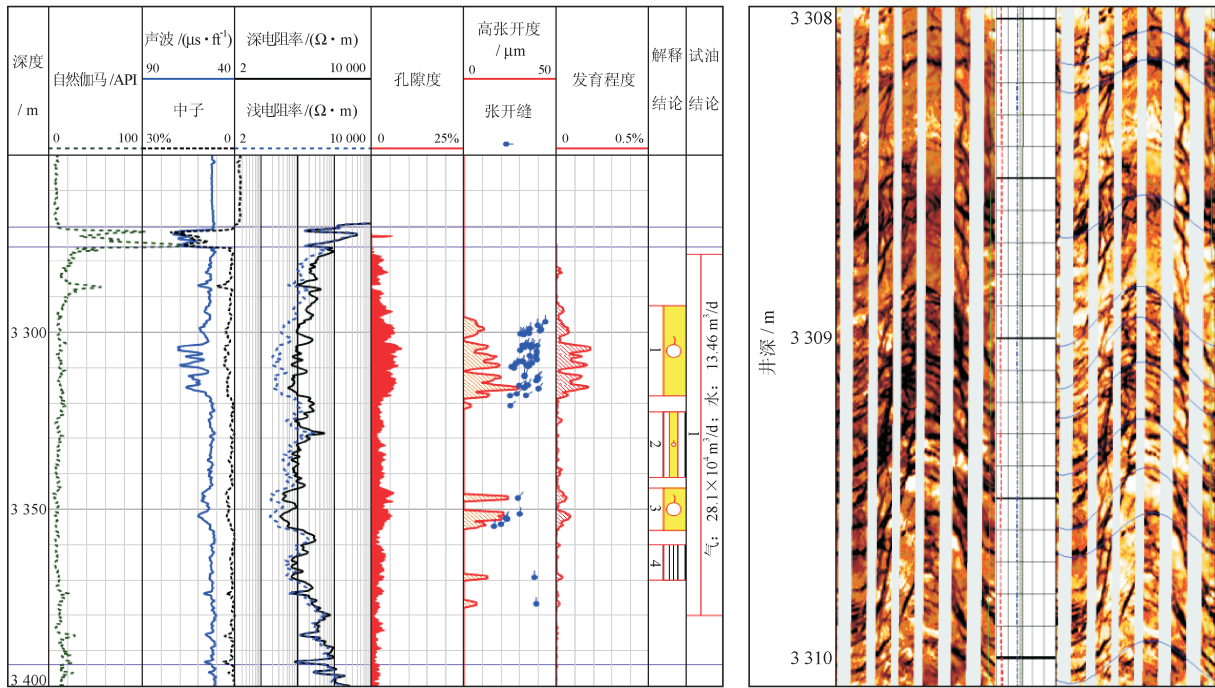 深度
/ m
自然伽马 /API
0 100
声波 /(μs·ft⁻¹)
90 40
中子
30% 0
深电阻率 /(Ω·m)
2 10 000
浅电阻率 /(Ω·m)
2 10 000
孔隙度
0 25%
高张开度
/ μm
0 50
张开缝
发育程度
0 0.5%
解释
结论
试油
结论
3 300
3 350
3 400
1
2
3
4
1
气：28.1×10⁴ m³/d；水：13.46 m³/d
井深 / m
3 308
3 309
3 310